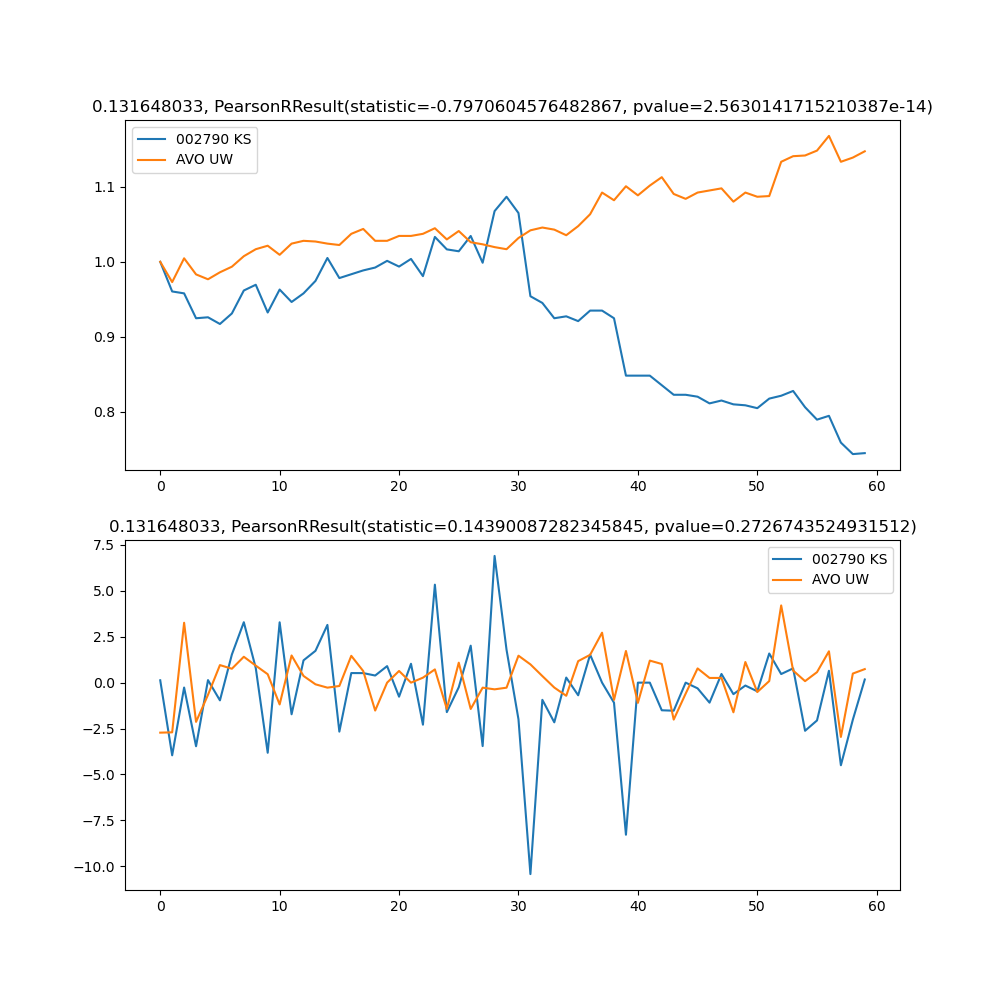 0.131648033, PearsonRResult(statistic=-0.7970604576482867, pvalue=2.5630141715210387e-14)
002790 KS
AVO UW
1.1
1.0
0.9
0.8
0 10 20 30 40 50 60
0.131648033, PearsonRResult(statistic=0.14390087282345845, pvalue=0.2726743524931512)
002790 KS
AVO UW
7.5
5.0
2.5
0.0
−2.5
−5.0
−7.5
−10.0
0 10 20 30 40 50 60